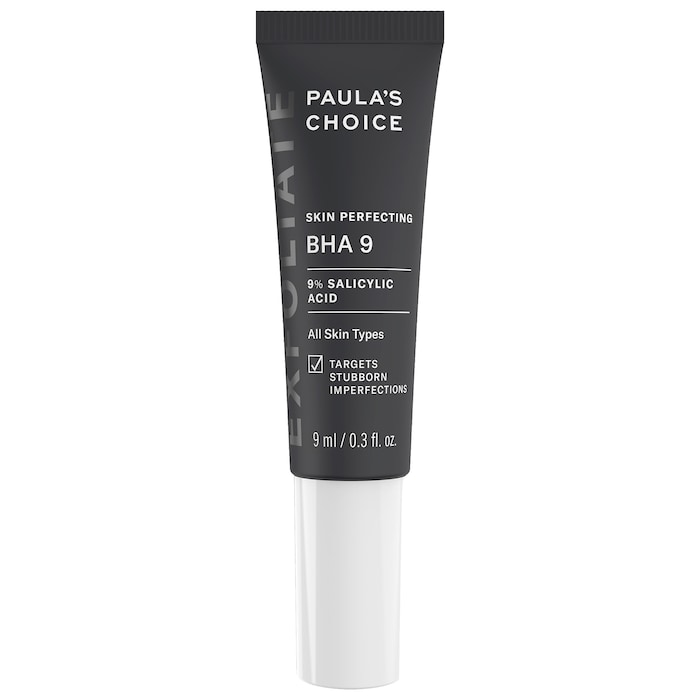 EXFOLIATE
PAULA'S
CHOICE
SKIN PERFECTING
BHA 9
9% SALICYLIC
ACID
All Skin Types
TARGETS
STUBBORN
IMPERFECTIONS
9 ml / 0.3 fl. oz.